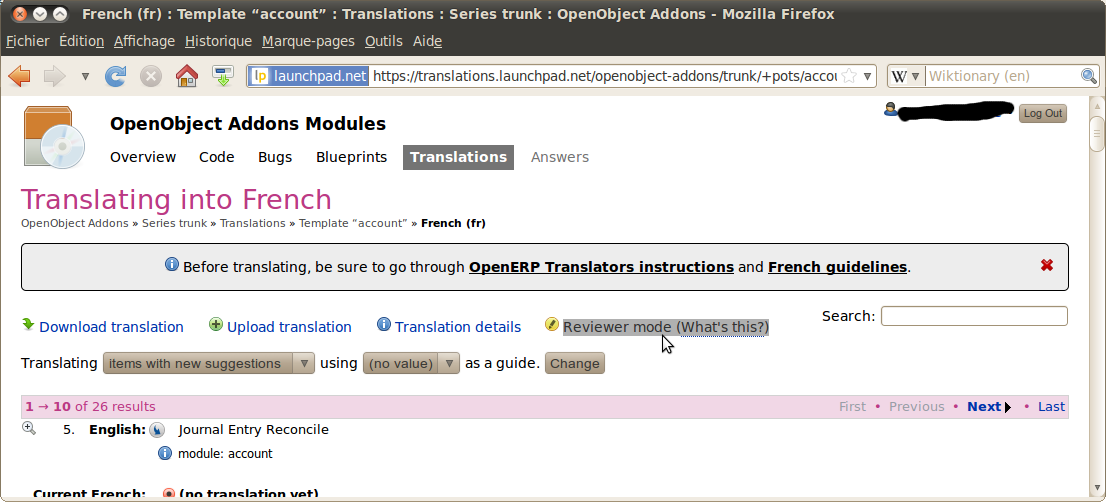 French (fr) : Template “account” : Translations : Series trunk : OpenObject Addons - Mozilla Firefox
Fichier Édition Affichage Historique Marque-pages Outils Aide
lp launchpad.net https://translations.launchpad.net/openobject-addons/trunk/+pots/accou W Wiktionary (en)
Log Out
OpenObject Addons Modules
Overview Code Bugs Blueprints Translations Answers
Translating into French
OpenObject Addons » Series trunk » Translations » Template “account” » French (fr)
Before translating, be sure to go through OpenERP Translators instructions and French guidelines.
Download translation Upload translation Translation details Reviewer mode (What's this?) Search:
Translating items with new suggestions using (no value) as a guide. Change
1 → 10 of 26 results First • Previous • Next • Last
5. English: Journal Entry Reconcile
module: account
Current French: (no translation yet)